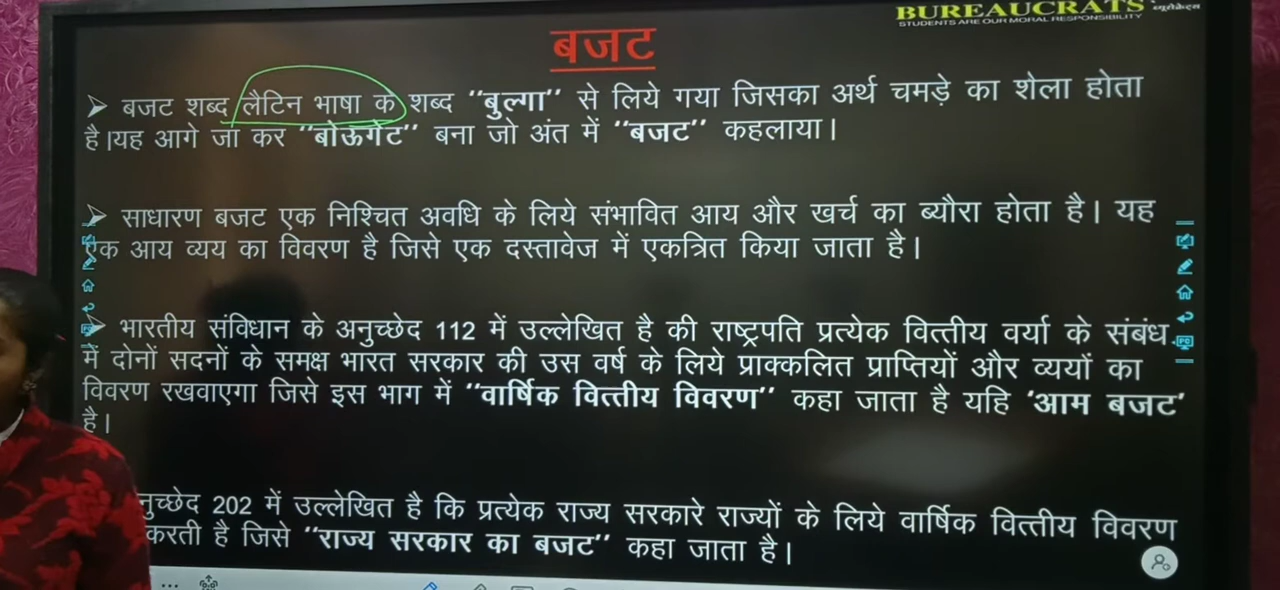 BUREAUCRATS ब्यूरोक्रेट्स
STUDENTS ARE OUR MORAL RESPONSIBILITY
बजट
➤ बजट शब्द लैटिन भाषा के शब्द “बुल्गा” से लिये गया जिसका अर्थ चमड़े का शेला होता
है।यह आगे जा कर “बोऊगेट” बना जो अंत में “बजट” कहलाया।
➤ साधारण बजट एक निश्चित अवधि के लिये संभावित आय और खर्च का ब्यौरा होता है। यह
एक आय व्यय का विवरण है जिसे एक दस्तावेज में एकत्रित किया जाता है।
➤ भारतीय संविधान के अनुच्छेद 112 में उल्लेखित है की राष्ट्रपति प्रत्येक वित्तीय वर्या के संबंध
में दोनों सदनों के समक्ष भारत सरकार की उस वर्ष के लिये प्राक्कलित प्राप्तियों और व्ययों का
विवरण रखवाएगा जिसे इस भाग में “वार्षिक वित्तीय विवरण” कहा जाता है यहि ‘आम बजट’
है।
नुच्छेद 202 में उल्लेखित है कि प्रत्येक राज्य सरकारे राज्यों के लिये वार्षिक वित्तीय विवरण
करती है जिसे “राज्य सरकार का बजट” कहा जाता है।